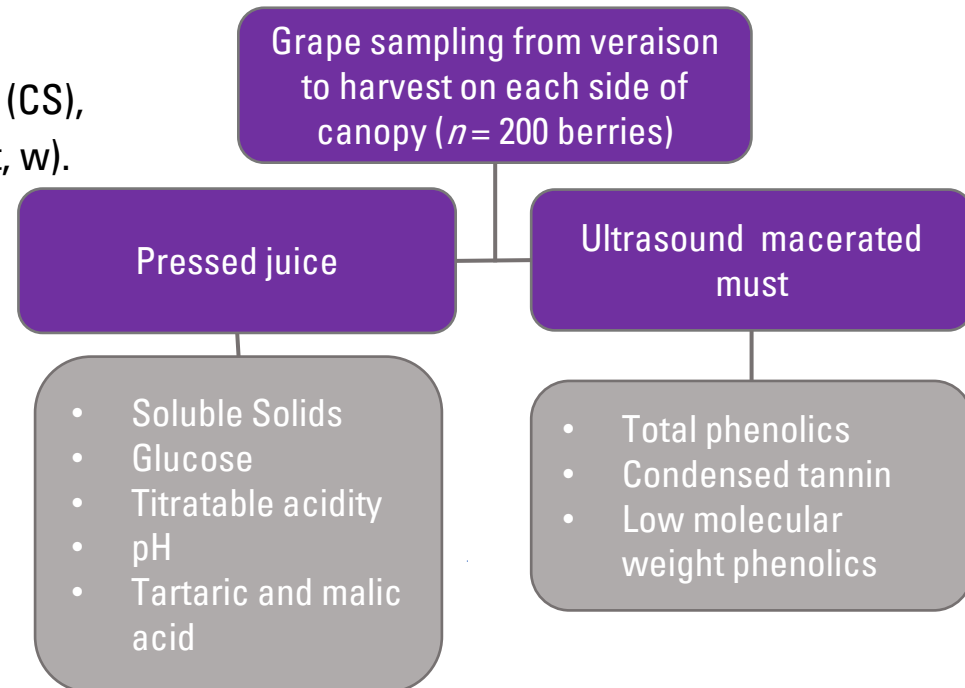 (CS),
t, w).
Grape sampling from veraison
to harvest on each side of
canopy (n = 200 berries)
Pressed juice
Ultrasound macerated
must
• Soluble Solids
• Glucose
• Titratable acidity
• pH
• Tartaric and malic
acid
• Total phenolics
• Condensed tannin
• Low molecular
weight phenolics